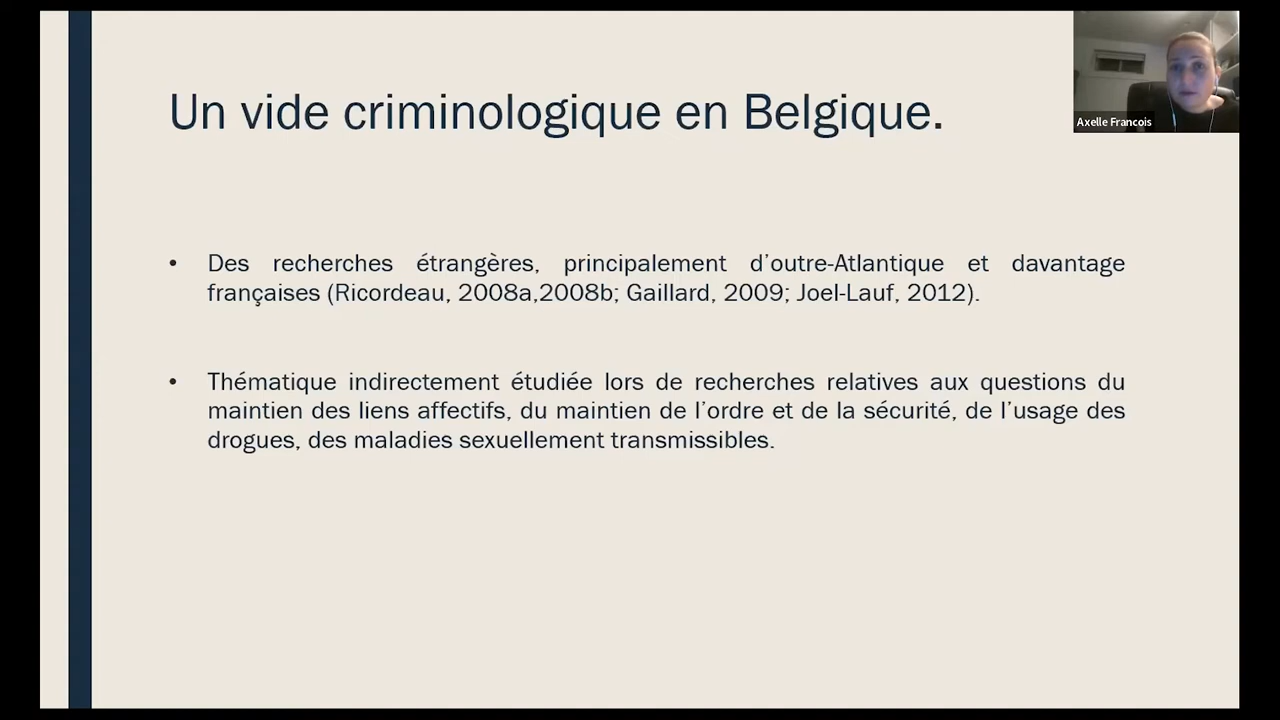 Un vide criminologique en Belgique.
Axelle Francois
• Des recherches étrangères, principalement d'outre-Atlantique et davantage
françaises (Ricordeau, 2008a,2008b; Gaillard, 2009; Joel-Lauf, 2012).
• Thématique indirectement étudiée lors de recherches relatives aux questions du
maintien des liens affectifs, du maintien de l'ordre et de la sécurité, de l'usage des
drogues, des maladies sexuellement transmissibles.